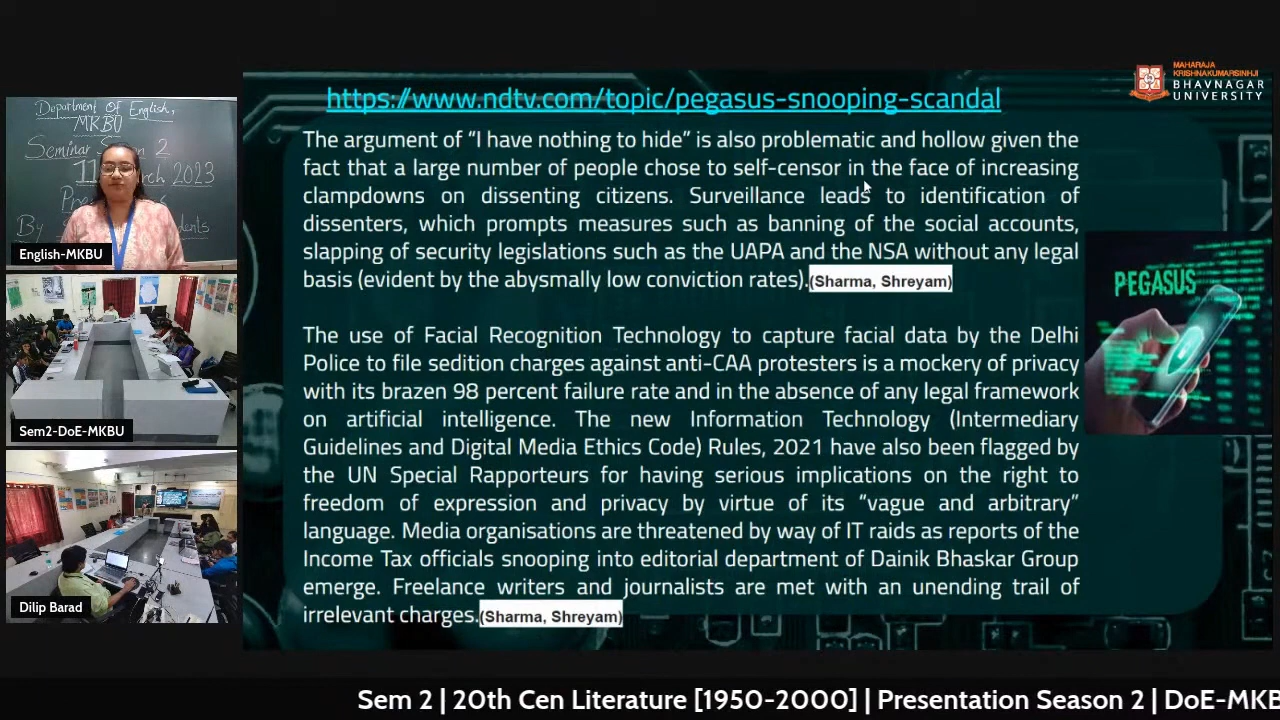 MAHARAJA
KRISHNAKUMARSINHJI
BHAVNAGAR
UNIVERSITY
https://www.ndtv.com/topic/pegasus-snooping-scandal
The argument of “I have nothing to hide” is also problematic and hollow given the
fact that a large number of people chose to self-censor in the face of increasing
clampdowns on dissenting citizens. Surveillance leads to identification of
dissenters, which prompts measures such as banning of the social accounts,
slapping of security legislations such as the UAPA and the NSA without any legal
basis (evident by the abysmally low conviction rates).(Sharma, Shreyam)
The use of Facial Recognition Technology to capture facial data by the Delhi
Police to file sedition charges against anti-CAA protesters is a mockery of privacy
with its brazen 98 percent failure rate and in the absence of any legal framework
on artificial intelligence. The new Information Technology (Intermediary
Guidelines and Digital Media Ethics Code) Rules, 2021 have also been flagged by
the UN Special Rapporteurs for having serious implications on the right to
freedom of expression and privacy by virtue of its “vague and arbitrary”
language. Media organisations are threatened by way of IT raids as reports of the
Income Tax officials snooping into editorial department of Dainik Bhaskar Group
emerge. Freelance writers and journalists are met with an unending trail of
irrelevant charges.(Sharma, Shreyam)
PEGASUS
Department of English,
MKBU
Seminar 2
11 2023
By
English-MKBU
Sem2-DoE-MKBU
Dilip Barad
Sem 2 | 20th Cen Literature [1950-2000] | Presentation Season 2 | DoE-MKB